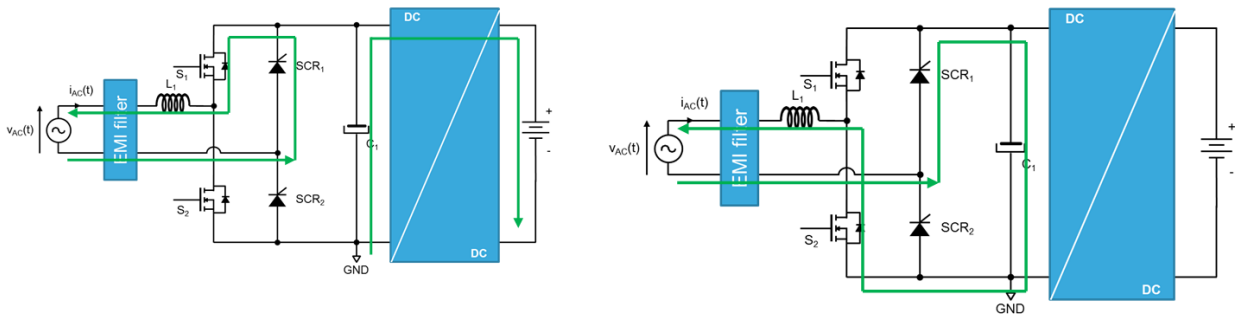 DC
S1
SCR1
L1
iAC(t)
vAC(t)
EMI filter
C1
+
-
S2
SCR2
GND
DC
DC
S1
SCR1
L1
iAC(t)
vAC(t)
EMI filter
C1
+
-
S2
SCR2
GND
DC